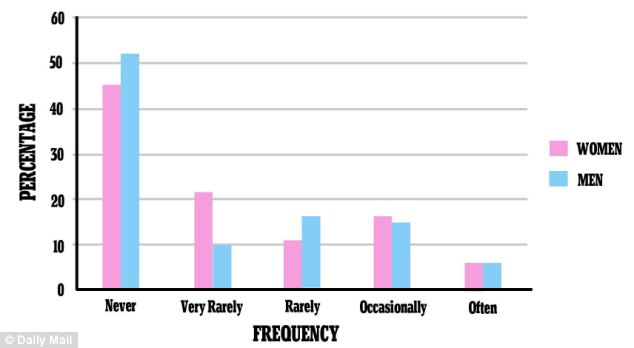 60
50
40
30
20
10
0
PERCENTAGE
Never Very Rarely Rarely Occasionally Often
FREQUENCY
WOMEN
MEN
© Daily Mail